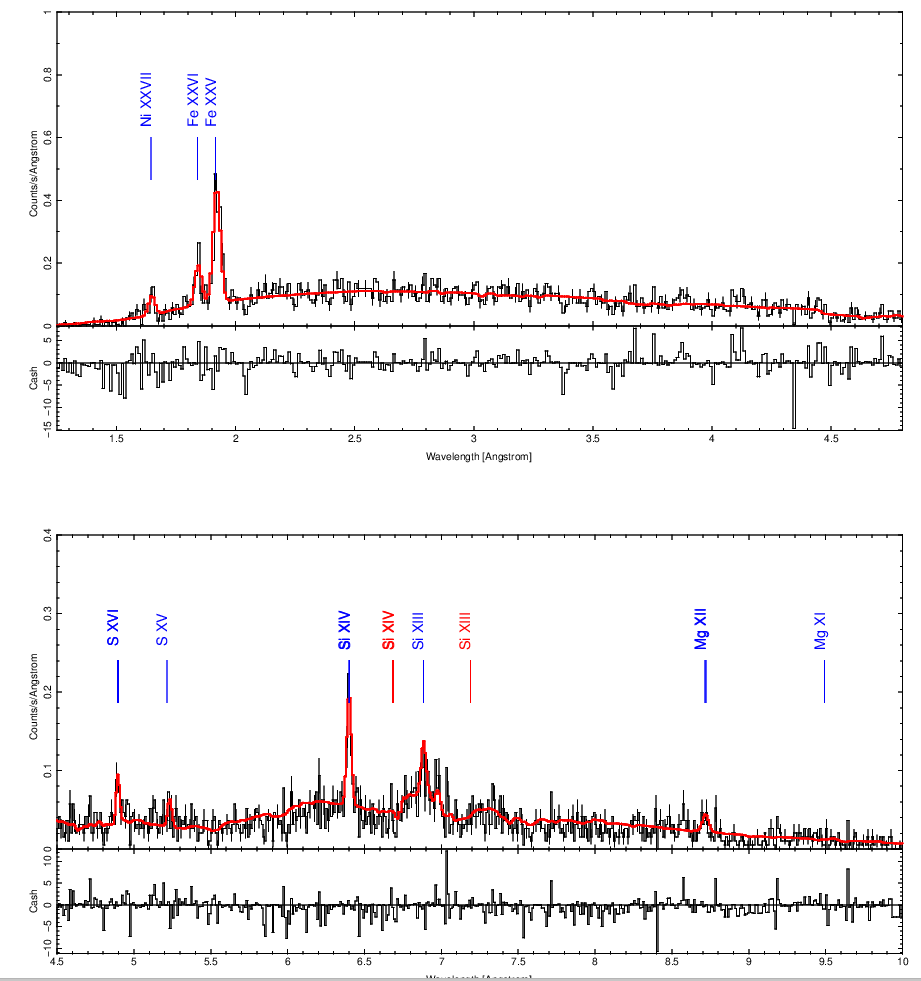 1
0.8
0.6
0.4
0.2
0
Counts/s/Angstrom
Ni XXVII
Fe XXVI
Fe XXV
5
0
−5
−10
−15
Cash
1.5
2
2.5
3
3.5
4
4.5
Wavelength [Angstrom]
0.4
0.3
0.2
0.1
0
Counts/s/Angstrom
S XVI
S XV
Si XIV
Si XIV
Si XIII
Si XIII
Mg XII
Mg XI
10
5
0
−5
−10
Cash
4.5
5
5.5
6
6.5
7
7.5
8
8.5
9
9.5
10
Wavelength [Angstrom]